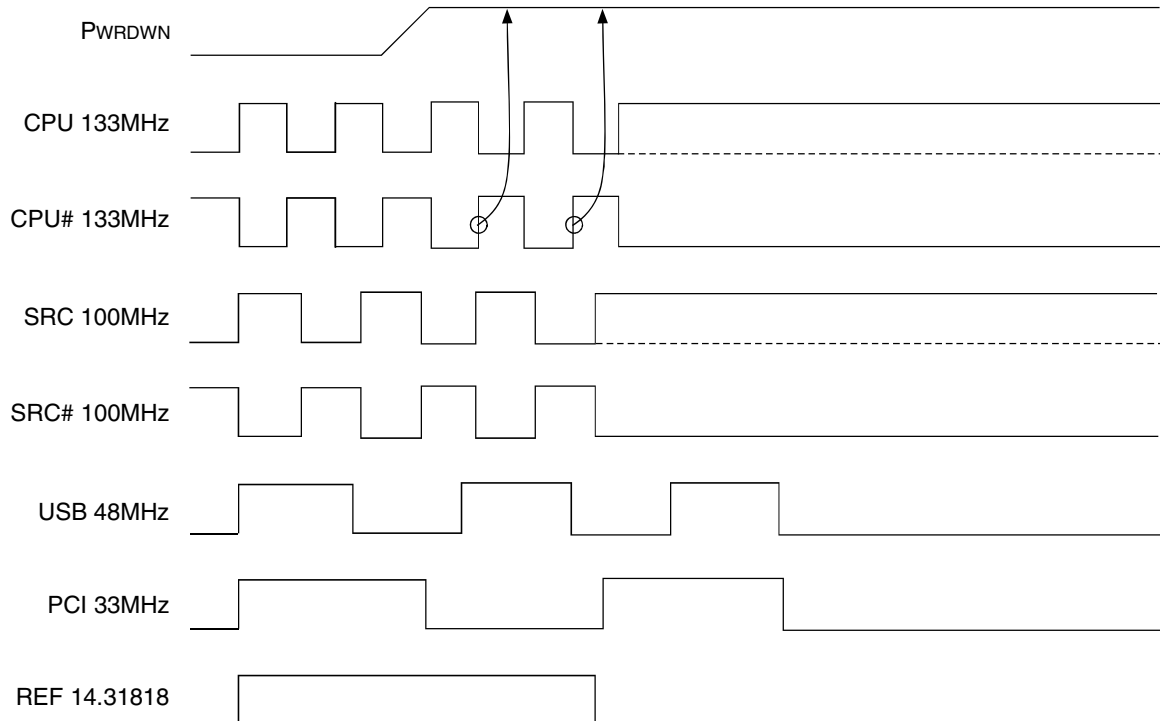 PWRDWN
CPU 133MHz
CPU# 133MHz
SRC 100MHz
SRC# 100MHz
USB 48MHz
PCI 33MHz
REF 14.31818